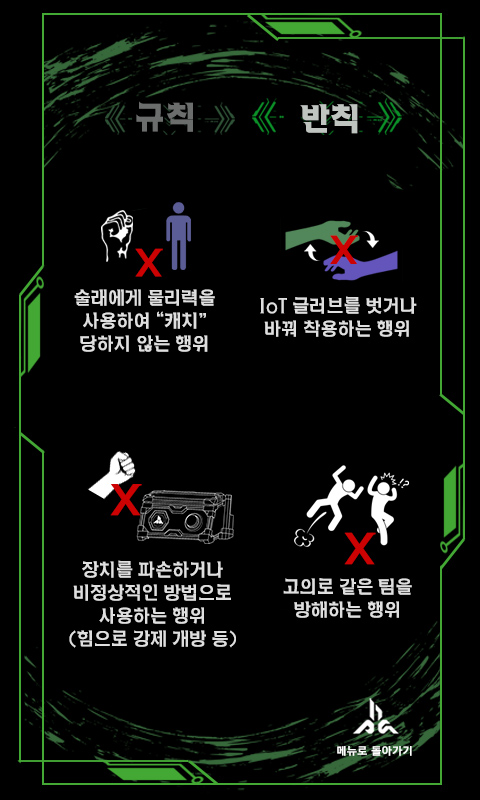 규칙
반칙
X
X
술래에게 물리력을
사용하여 “캐치”
당하지 않는 행위
IoT 글러브를 벗거나
바꿔 착용하는 행위
X
!?
X
장치를 파손하거나
비정상적인 방법으로
사용하는 행위
(힘으로 강제 개방 등)
고의로 같은 팀을
방해하는 행위
메뉴로 돌아가기